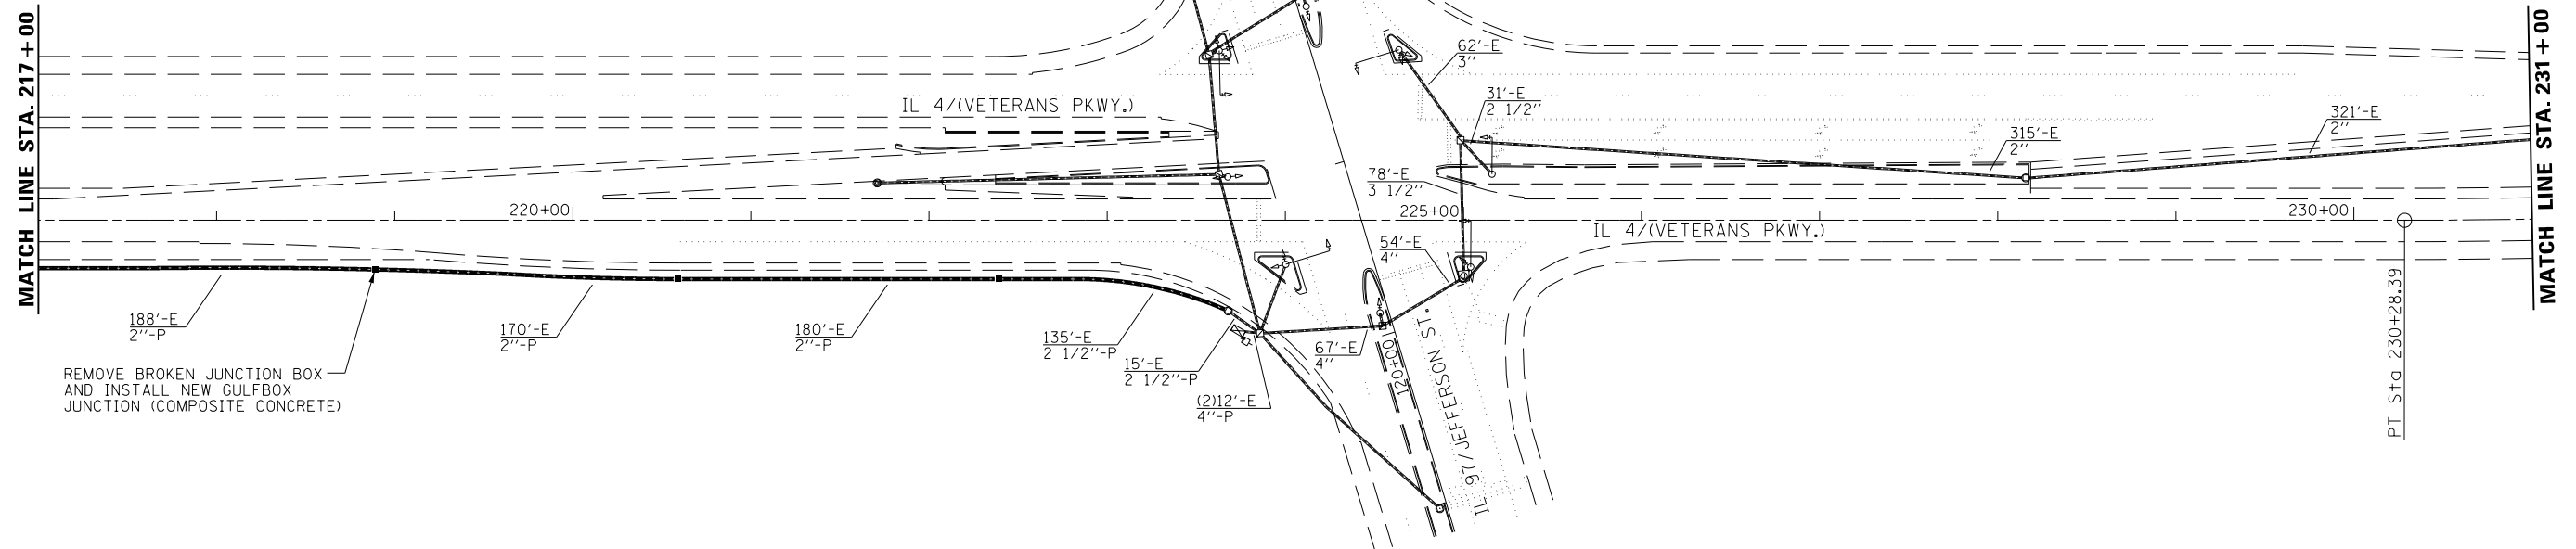 MATCH LINE STA. 217+00
IL 4/(VETERANS PKWY.)
62'-E
3''
31'-E
2 1/2''
321'-E
2''
315'-E
2''
78'-E
3 1/2''
220+00
225+00
230+00
IL 4/(VETERANS PKWY.)
54'-E
4''
188'-E
2''-P
170'-E
2''-P
180'-E
2''-P
135'-E
2 1/2''-P
15'-E
2 1/2''-P
67'-E
4''
(2)12'-E
4''-P
REMOVE BROKEN JUNCTION BOX
AND INSTALL NEW GULFBOX
JUNCTION (COMPOSITE CONCRETE)
120+00
IL 97/JEFFERSON ST.
PT Sta 230+28.39
MATCH LINE STA. 231+00